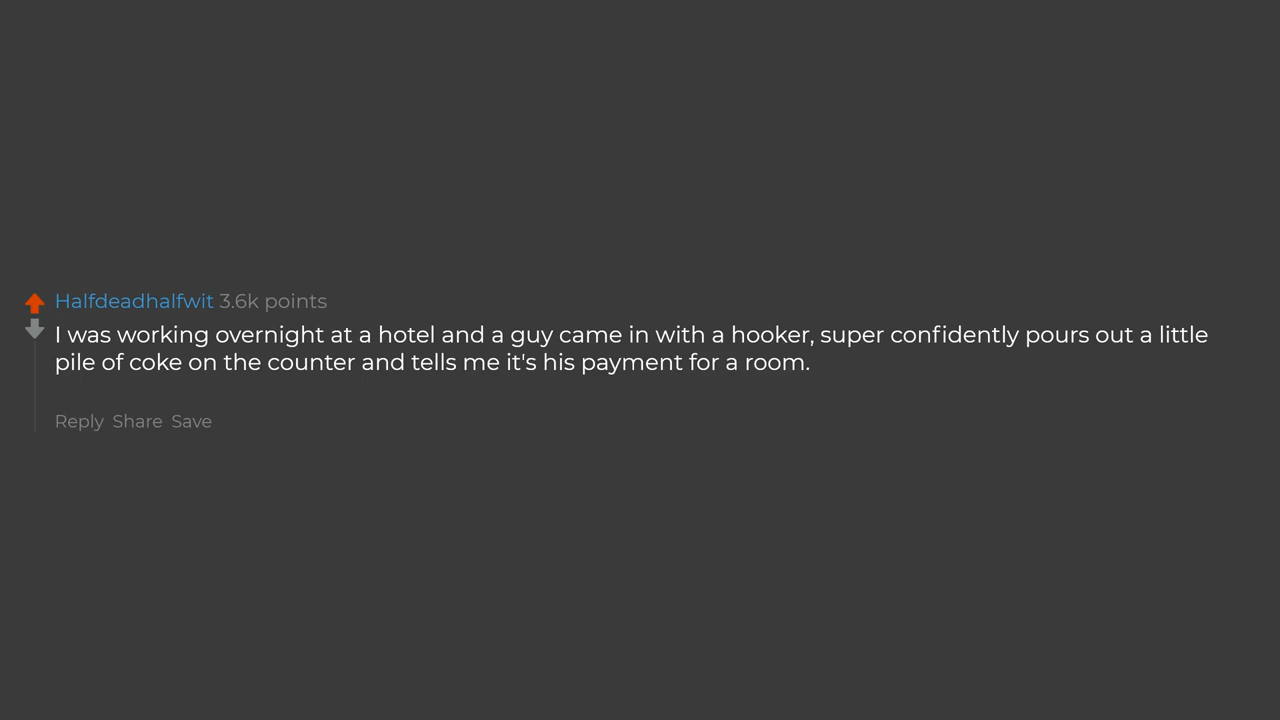 Halfdeadhalfwit 3.6k points
I was working overnight at a hotel and a guy came in with a hooker, super confidently pours out a little
pile of coke on the counter and tells me it's his payment for a room.
Reply Share Save